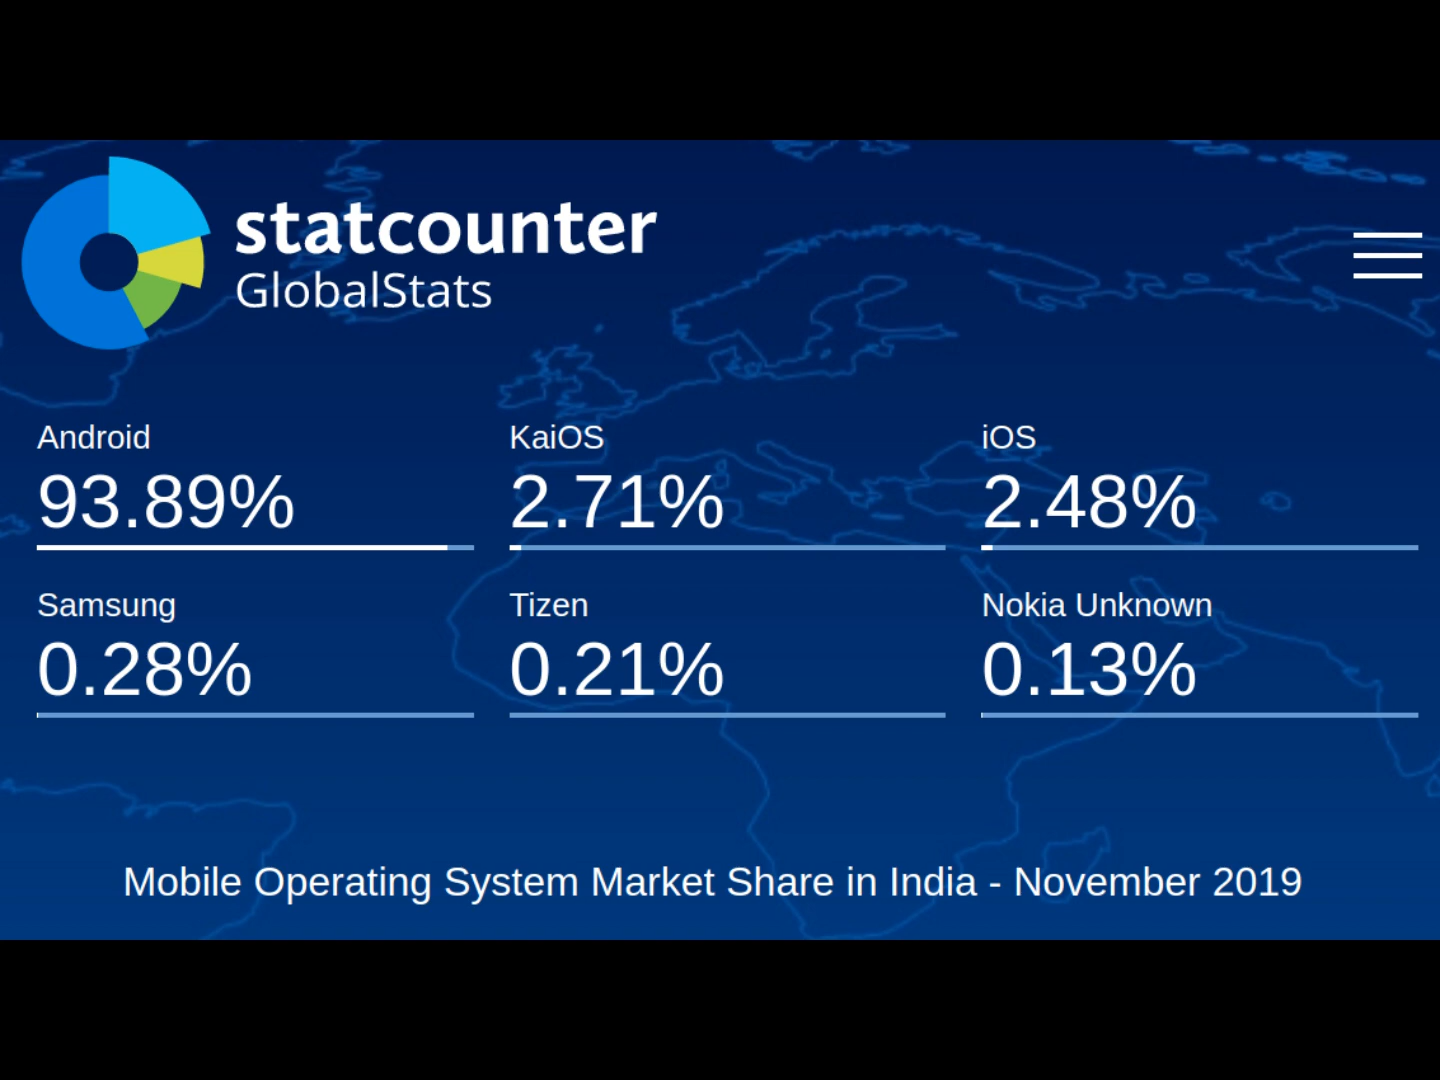 statcounter
GlobalStats
Android
93.89%
KaiOS
2.71%
iOS
2.48%
Samsung
0.28%
Tizen
0.21%
Nokia Unknown
0.13%
Mobile Operating System Market Share in India - November 2019